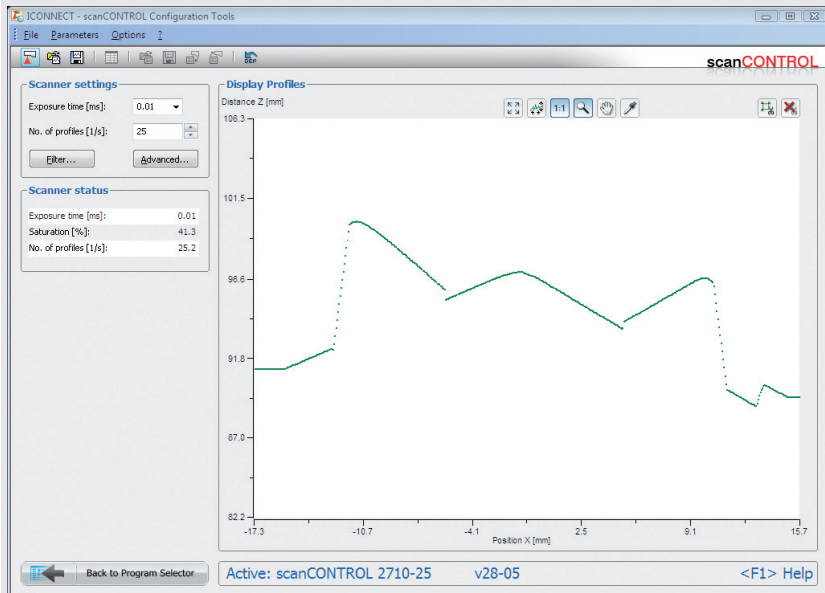 ICONNECT - scanCONTROL Configuration Tools
File Parameters Options ?
DEP
scanCONTROL
Scanner settings
Exposure time [ms]: 0.01
No. of profiles [1/s]: 25
Filter... Advanced...
Scanner status
Exposure time [ms]: 0.01
Saturation [%]: 41.3
No. of profiles [1/s]: 25.2
Display Profiles
Distance Z [mm]
1:1
106.3
101.5
96.6
91.8
87.0
82.2
-17.3 -10.7 -4.1 2.5 9.1 15.7
Position X [mm]
Back to Program Selector
Active: scanCONTROL 2710-25 v28-05 <F1> Help